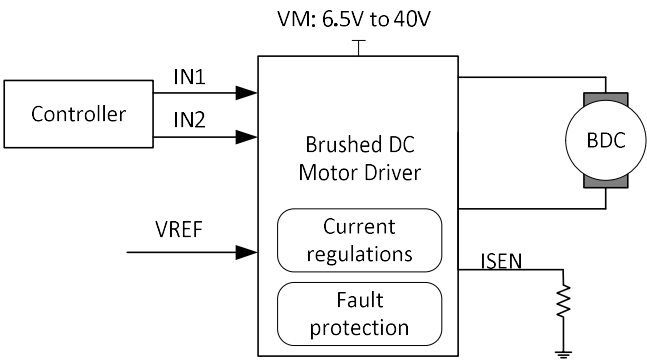 VM: 6.5V to 40V
IN1
Controller
IN2
BDC
Brushed DC
Motor Driver
VREF
Current
regulations
ISEN
Fault
protection